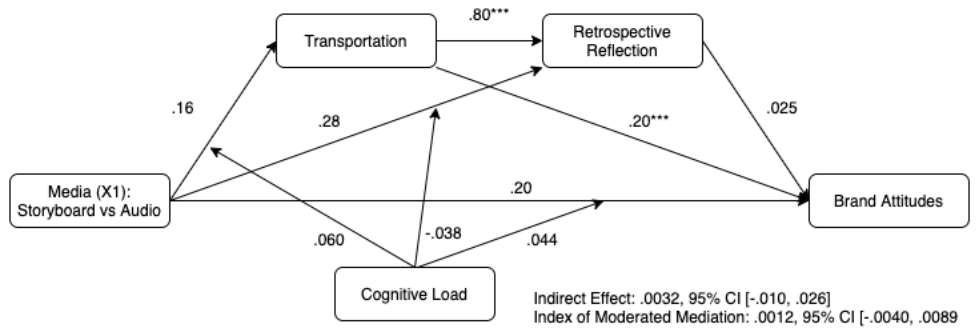 .80***
Transportation
Retrospective
Reflection
.16
.28
.20***
.025
Media (X1):
Storyboard vs Audio
.20
Brand Attitudes
.060
-.038
.044
Cognitive Load
Indirect Effect: .0032, 95% CI [-.010, .026]
Index of Moderated Mediation: .0012, 95% CI [-.0040, .0089